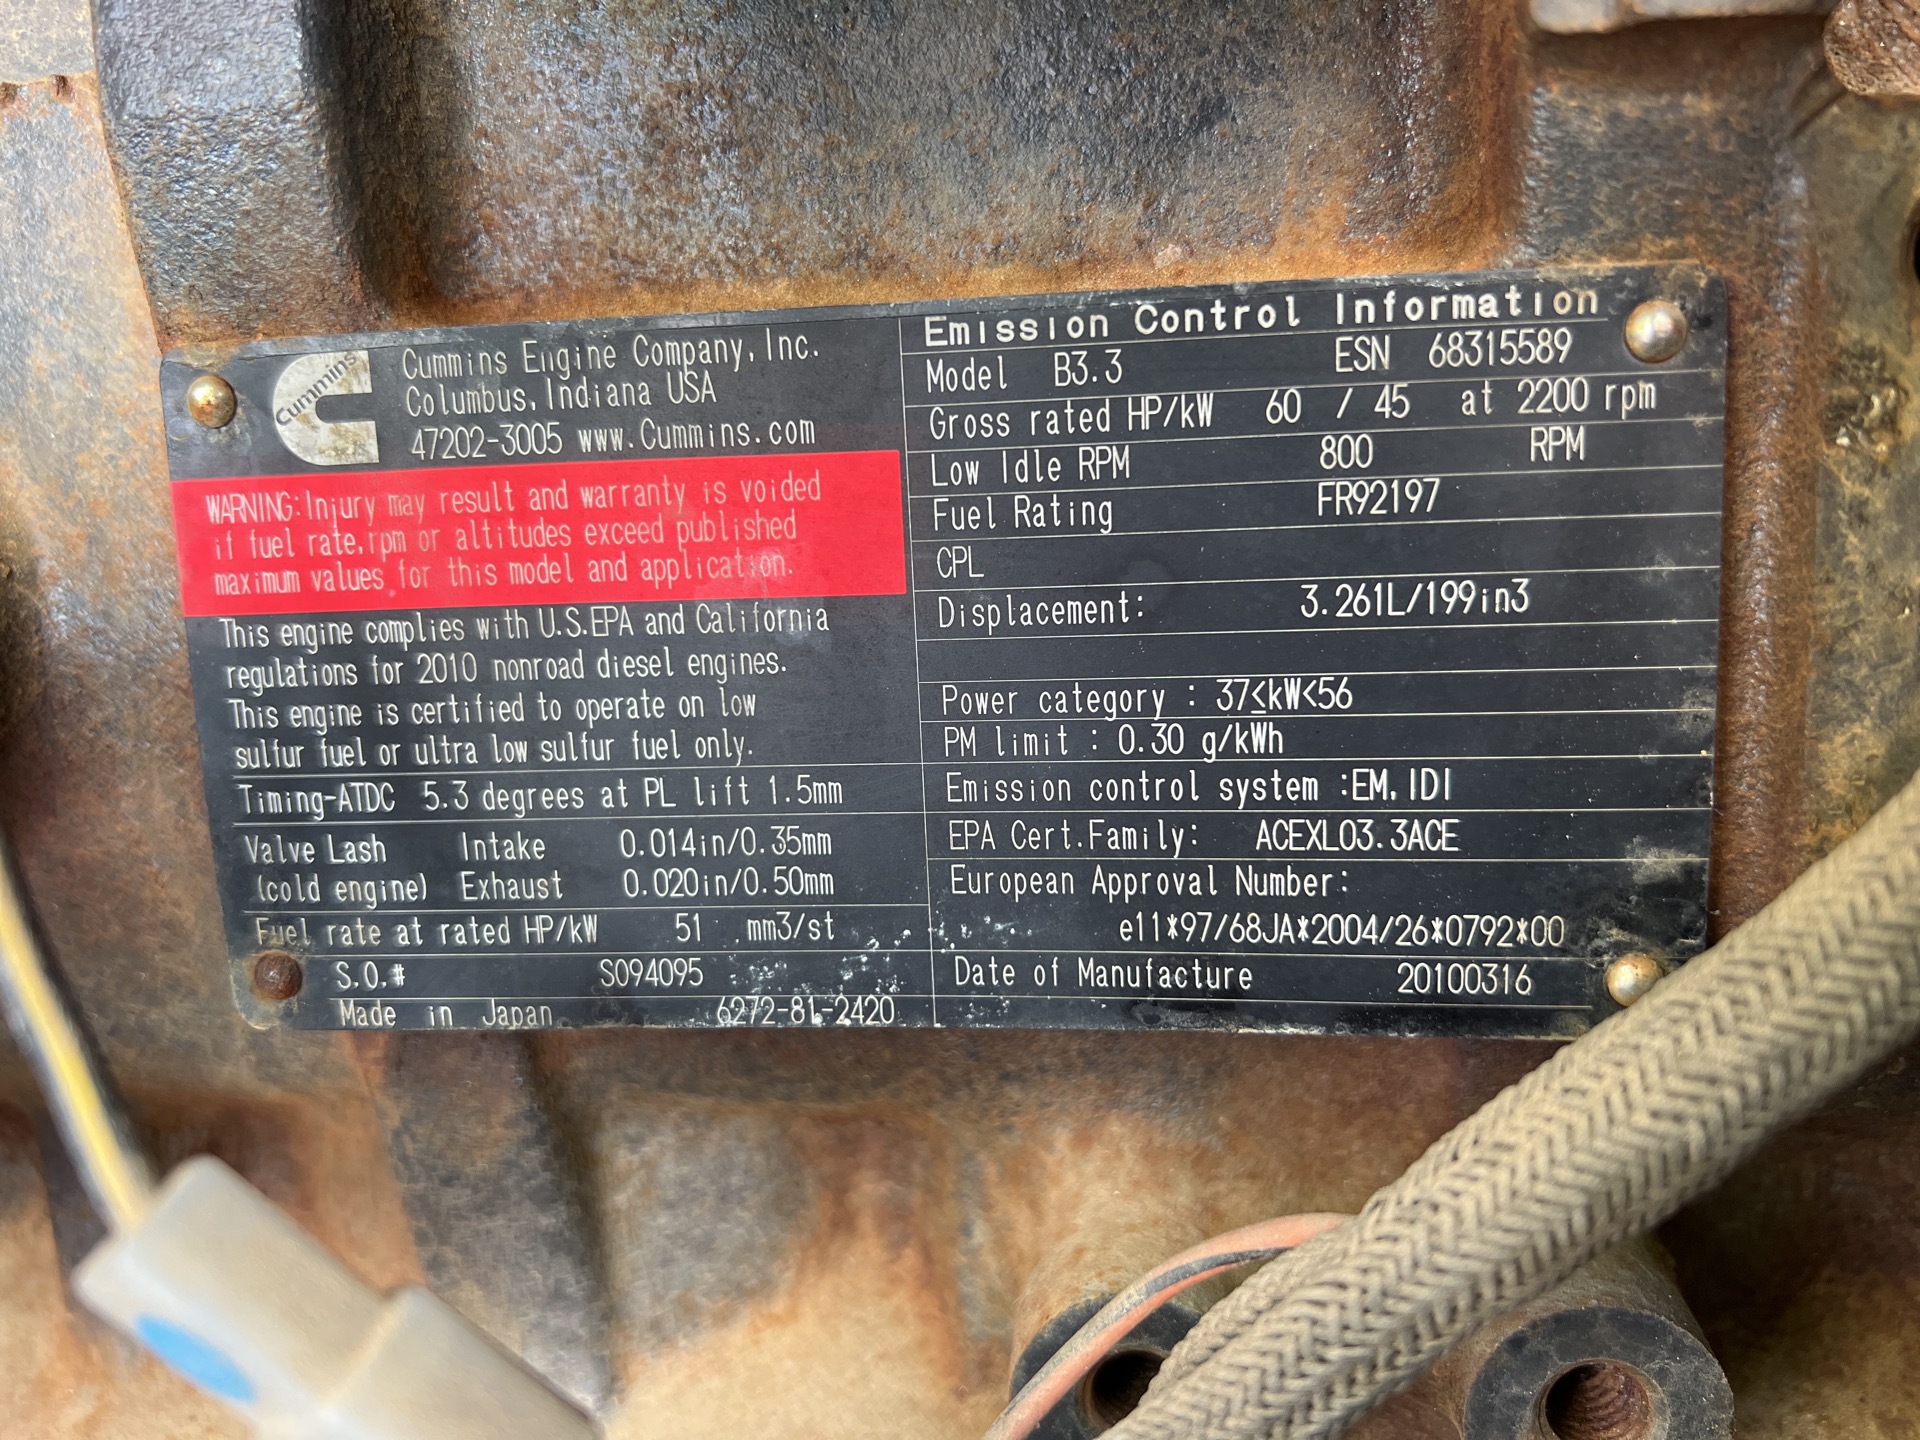 Cummins
Cummins Engine Company, Inc.
Columbus, Indiana USA
47202-3005 www.Cummins.com
WARNING: Injury may result and warranty is voided
if fuel rate, rpm or altitudes exceed published
maximum values for this model and application.
This engine complies with U.S.EPA and California
regulations for 2010 nonroad diesel engines.
This engine is certified to operate on low
sulfur fuel or ultra low sulfur fuel only.
Timing-ATDC 5.3 degrees at PL lift 1.5mm
Valve Lash Intake 0.014in/0.35mm
(cold engine) Exhaust 0.020in/0.50mm
Fuel rate at rated HP/kW 51 mm3/st
S.O.# SO94095
Made in Japan 6272-81-2420
Emission Control Information
Model B3.3 ESN 68315589
Gross rated HP/kW 60 / 45 at 2200 rpm
Low Idle RPM 800 RPM
Fuel Rating FR92197
CPL
Displacement: 3.261L/199in3
Power category : 37≤kW<56
PM limit : 0.30 g/kWh
Emission control system :EM, IDI
EPA Cert.Family: ACEXL03.3ACE
European Approval Number:
e11*97/68JA*2004/26*0792*00
Date of Manufacture 20100316